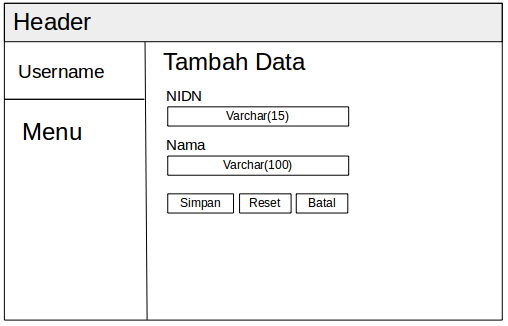 Header
Username
Menu
Tambah Data
NIDN
Varchar(15)
Nama
Varchar(100)
Simpan Reset Batal